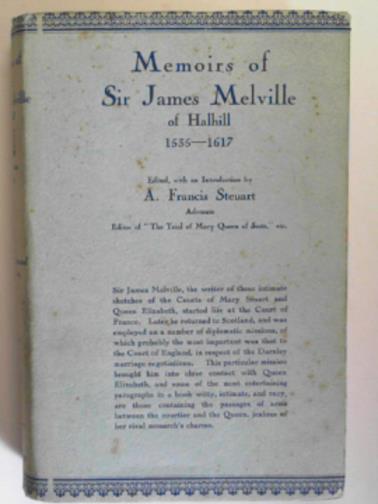 Memoirs of
Sir James Melville
of Halhill
1535—1617
Edited, with an Introduction by
A. Francis Steuart
Advocate
Editor of "The Trial of Mary Queen of Scots," etc.
Sir James Melville, the writer of these intimate
sketches of the Courts of Mary Stuart and
Queen Elizabeth, started life at the Court of
France. Later he returned to Scotland, and was
employed on a number of diplomatic missions, of
which probably the most important was that to
the Court of England, in respect of the Darnley
marriage negotiations. This particular mission
brought him into close contact with Queen
Elizabeth, and some of the most entertaining
paragraphs in a book witty, intimate, and racy,
are those containing the passages of arms
between the courtier and the Queen, jealous of
her rival monarch's charms.